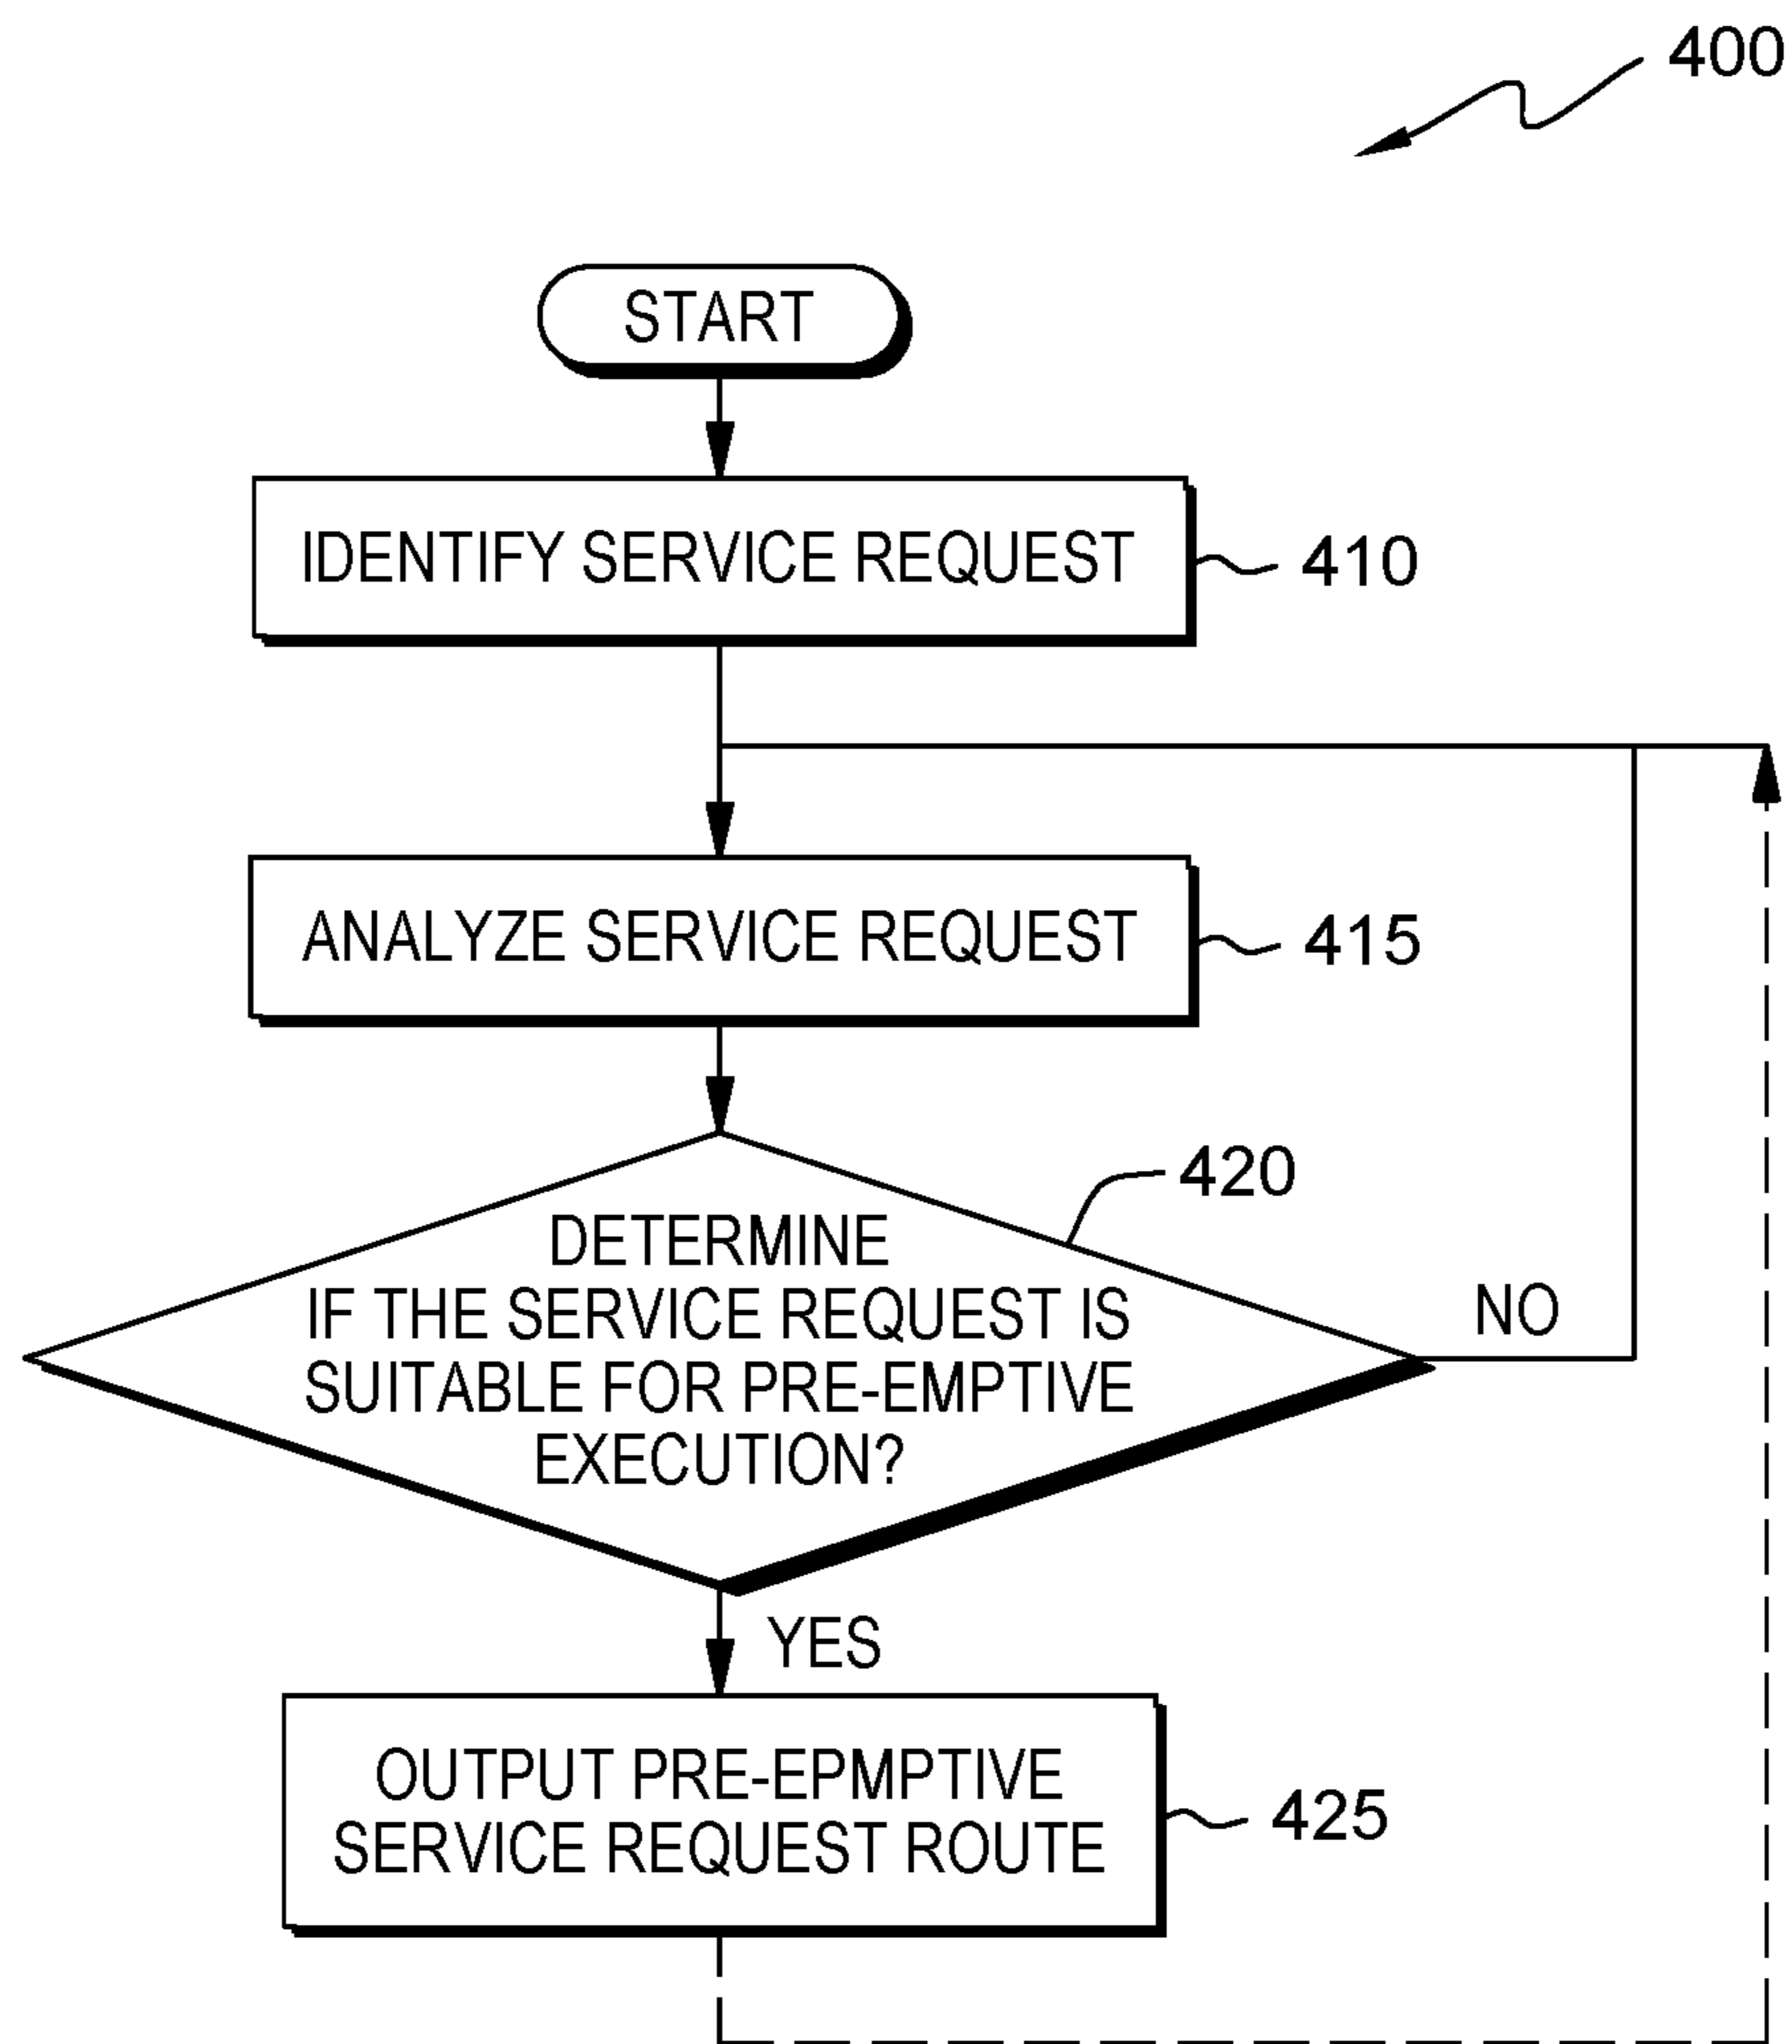 400
START
IDENTIFY SERVICE REQUEST
410
ANALYZE SERVICE REQUEST
415
420
DETERMINE
IF THE SERVICE REQUEST IS
SUITABLE FOR PRE-EMPTIVE
EXECUTION?
NO
YES
OUTPUT PRE-EPMPTIVE
SERVICE REQUEST ROUTE
425